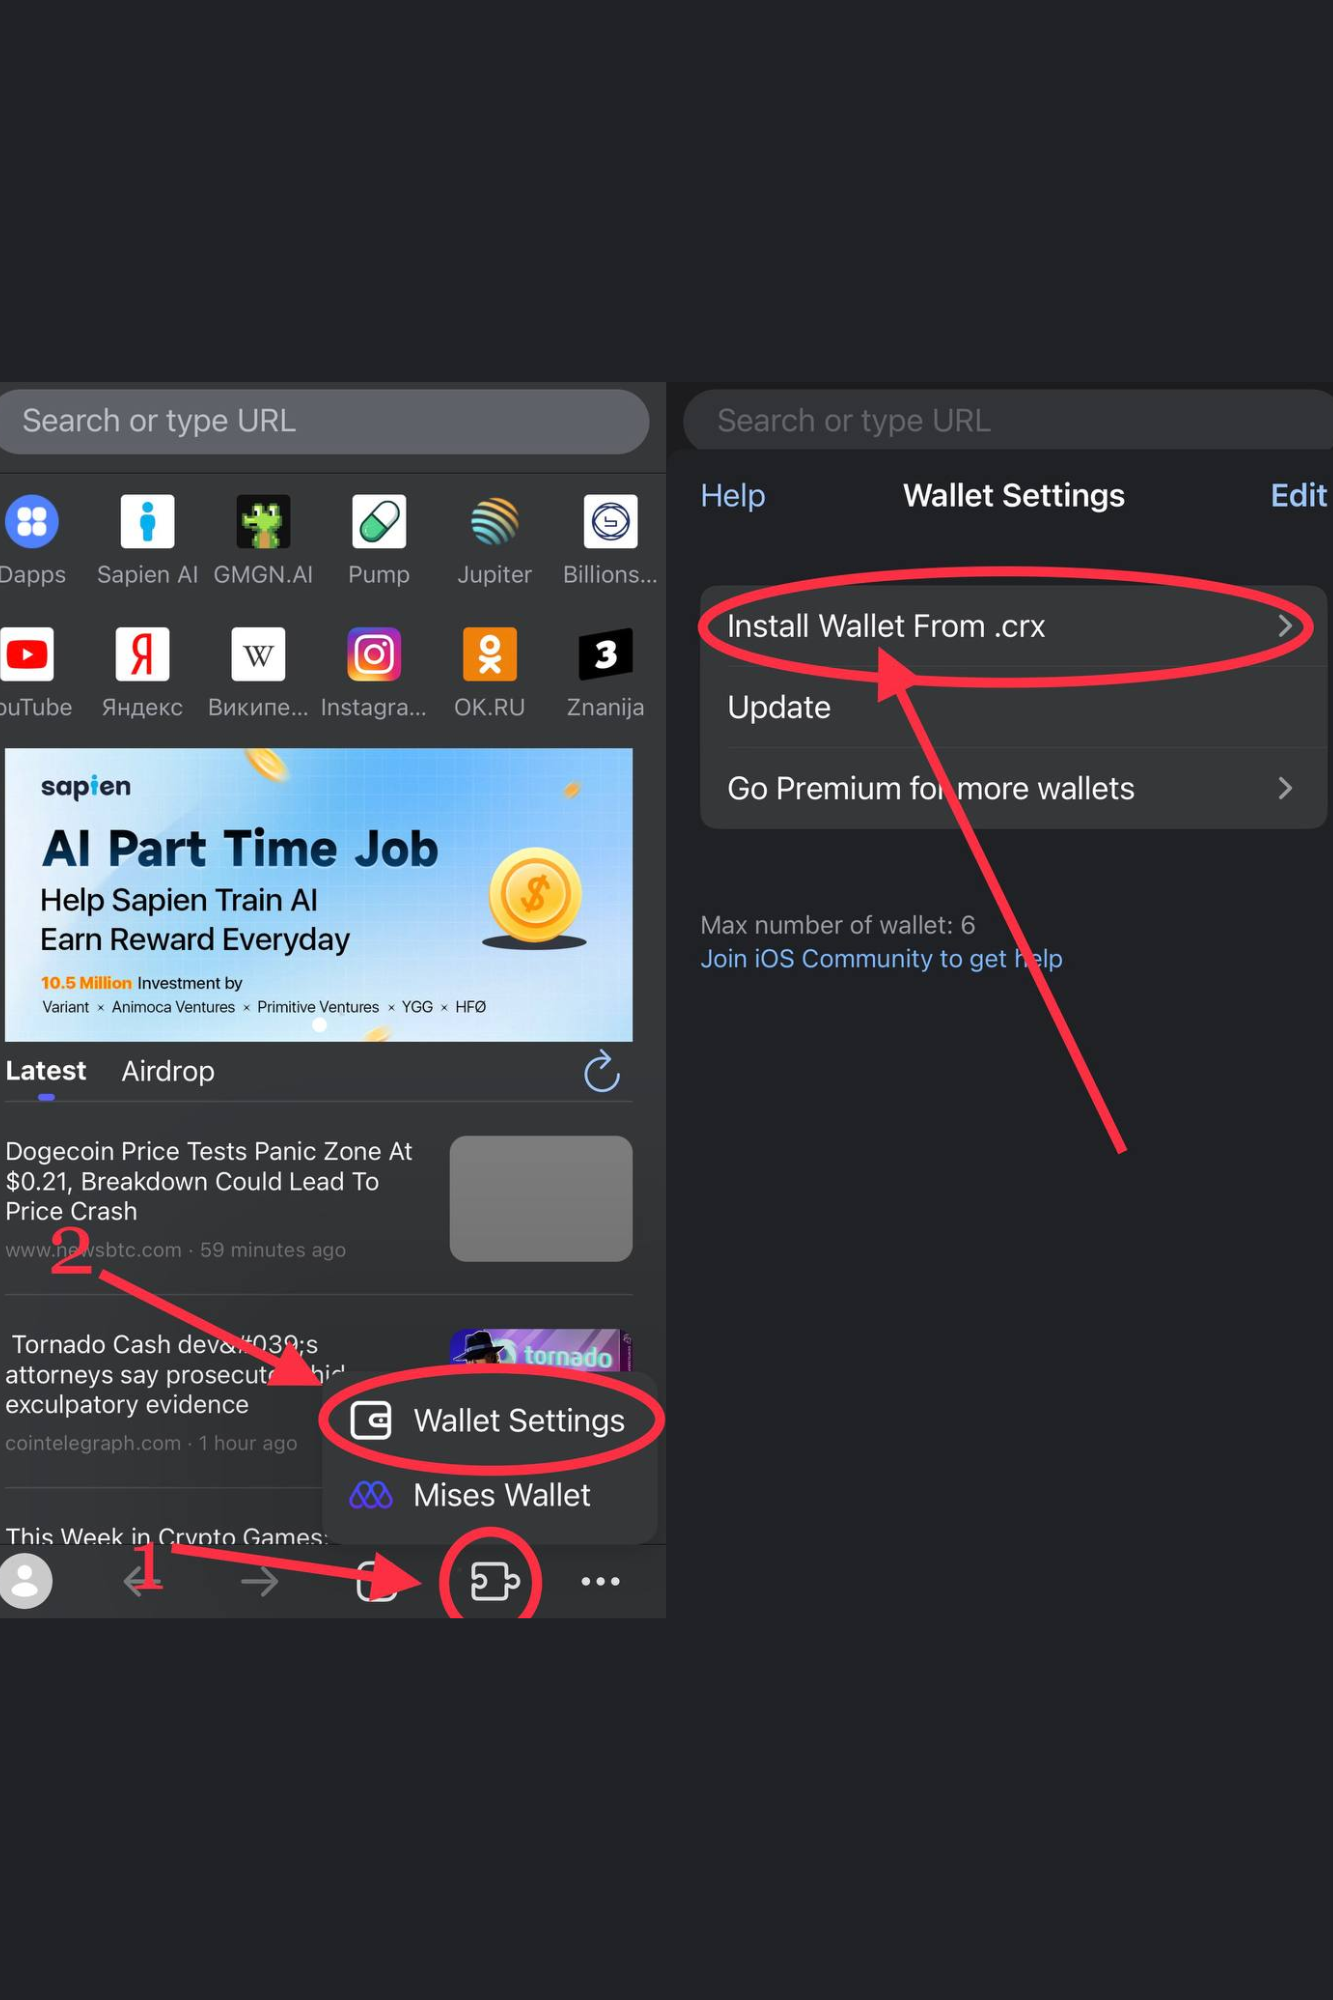 Search or type URL
Dapps
Sapien AI
GMGN.AI
Pump
Jupiter
Billions...
ouTube
Яндекс
Википе...
Instagra...
OK.RU
Znanija
sapien
AI Part Time Job
Help Sapien Train AI
Earn Reward Everyday
10.5 Million Investment by
Variant × Animoca Ventures × Primitive Ventures × YGG × HFØ
Latest Airdrop
Dogecoin Price Tests Panic Zone At
$0.21, Breakdown Could Lead To
Price Crash
www.newsbtc.com · 59 minutes ago
2
Tornado Cash dev&#039;s
attorneys say prosecutors hid
exculpatory evidence
cointelegraph.com · 1 hour ago
tornado
Wallet Settings
Mises Wallet
This Week in Crypto Games:
1
Search or type URL
Help
Wallet Settings
Edit
Install Wallet From .crx
Update
Go Premium for more wallets
Max number of wallet: 6
Join iOS Community to get help